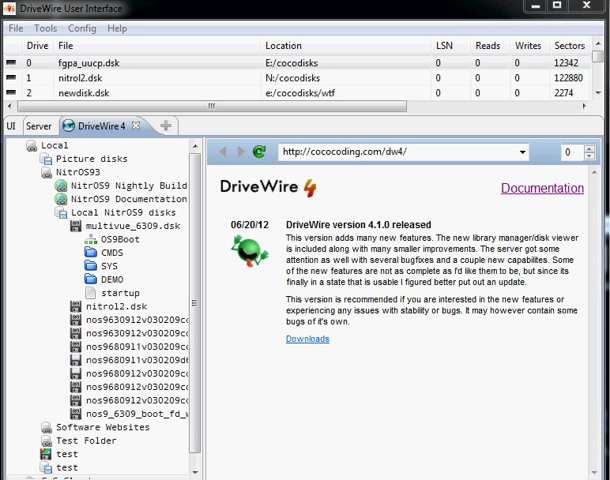 DriveWire User Interface
File Tools Config Help
Drive File Location LSN Reads Writes Sectors
0 fgpa_uucp.dsk E:/cocodisks 0 0 0 12342
1 nitrol2.dsk N:/cocodisks 0 0 0 122880
2 newdisk.dsk e:/cocodisks/wtf 0 0 0 2274
UI Server DriveWire 4
Local
Picture disks
NitrOS93
NitrOS9 Nightly Build
NitrOS9 Documentation
Local NitrOS9 disks
multivue_6309.dsk
OS9Boot
CMDS
SYS
DEMO
startup
nitrol2.dsk
nos9630912v030209co
nos9630912v030209cc
nos9680911v030209cc
nos9680911v030209d6
nos9680912v030209cc
nos9680912v030209cc
nos9680912v030209cc
nos9_6309_boot_fd_w
Software Websites
Test Folder
test
test
http://cococoding.com/dw4/ 0
DriveWire 4 Documentation
06/20/12 DriveWire version 4.1.0 released
This version adds many new features. The new library manager/disk viewer
is included along with many smaller improvements. The server got some
attention as well with several bugfixes and a couple new capabilites. Some
of the new features are not as complete as I'd like them to be, but since its
finally in a state that is usable I figured better put out an update.
This version is recommended if you are interested in the new features or
experiencing any issues with stability or bugs. It may however contain some
bugs of it's own.
Downloads